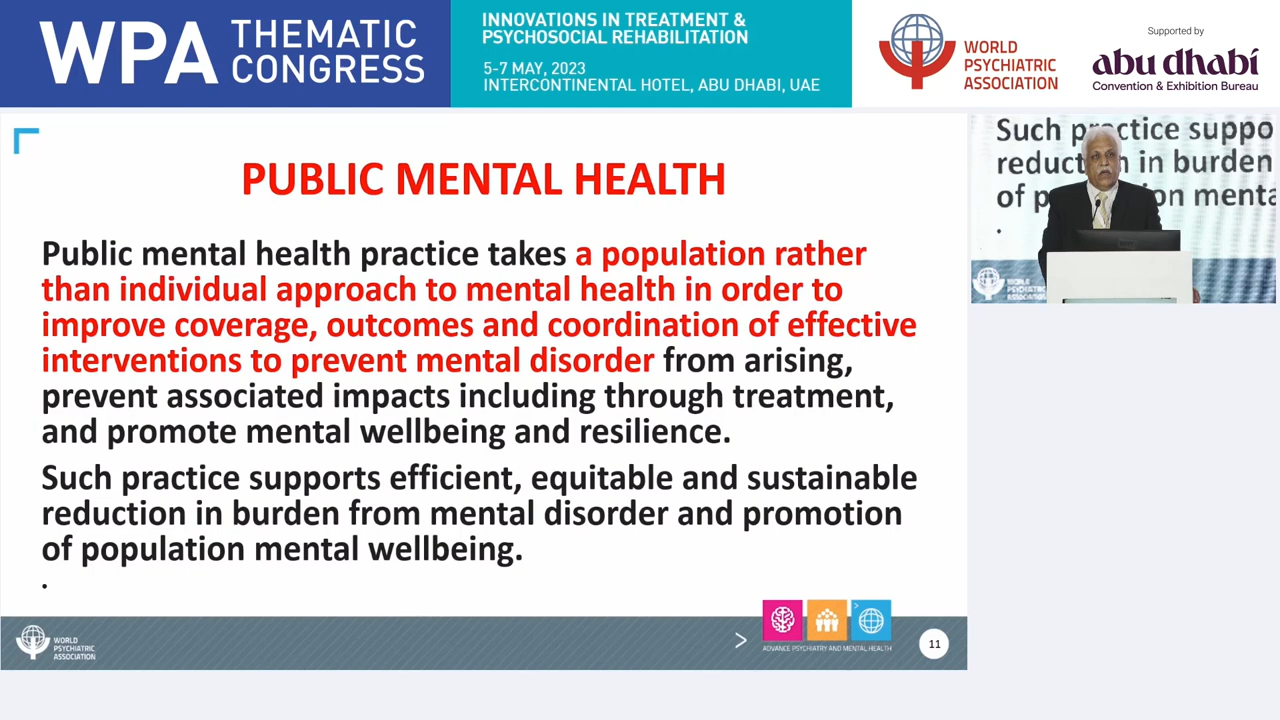 WPA THEMATIC
CONGRESS
INNOVATIONS IN TREATMENT &
PSYCHOSOCIAL REHABILITATION
5-7 MAY, 2023
INTERCONTINENTAL HOTEL, ABU DHABI, UAE
WORLD
PSYCHIATRIC
ASSOCIATION
Supported by
abu dhabi
Convention & Exhibition Bureau
PUBLIC MENTAL HEALTH
Public mental health practice takes a population rather
than individual approach to mental health in order to
improve coverage, outcomes and coordination of effective
interventions to prevent mental disorder from arising,
prevent associated impacts including through treatment,
and promote mental wellbeing and resilience.
Such practice supports efficient, equitable and sustainable
reduction in burden from mental disorder and promotion
of population mental wellbeing.
.
WORLD
PSYCHIATRIC
ASSOCIATION
>
ADVANCE PSYCHIATRY AND MENTAL HEALTH
11
Such practice suppo
reduction in burden
of p on menta
.
WORLD
PSYCHIATRIC
ASSOCIATION